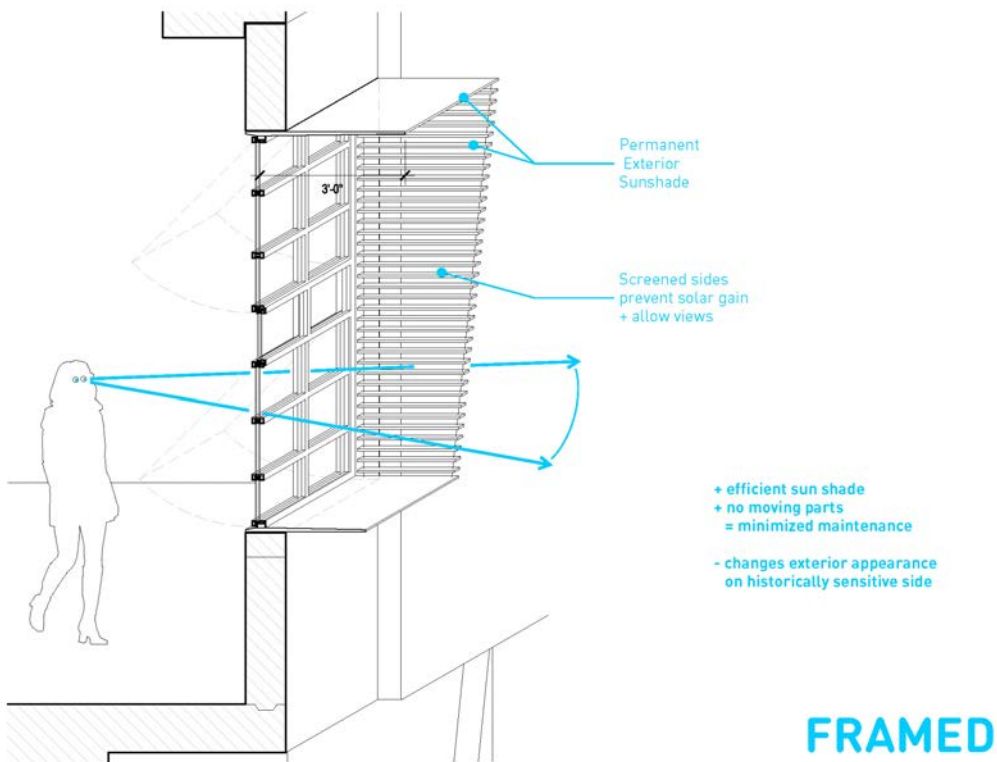 Permanent
Exterior
Sunshade
3'-0"
Screened sides
prevent solar gain
+ allow views
+ efficient sun shade
+ no moving parts
= minimized maintenance
- changes exterior appearance
on historically sensitive side
FRAMED